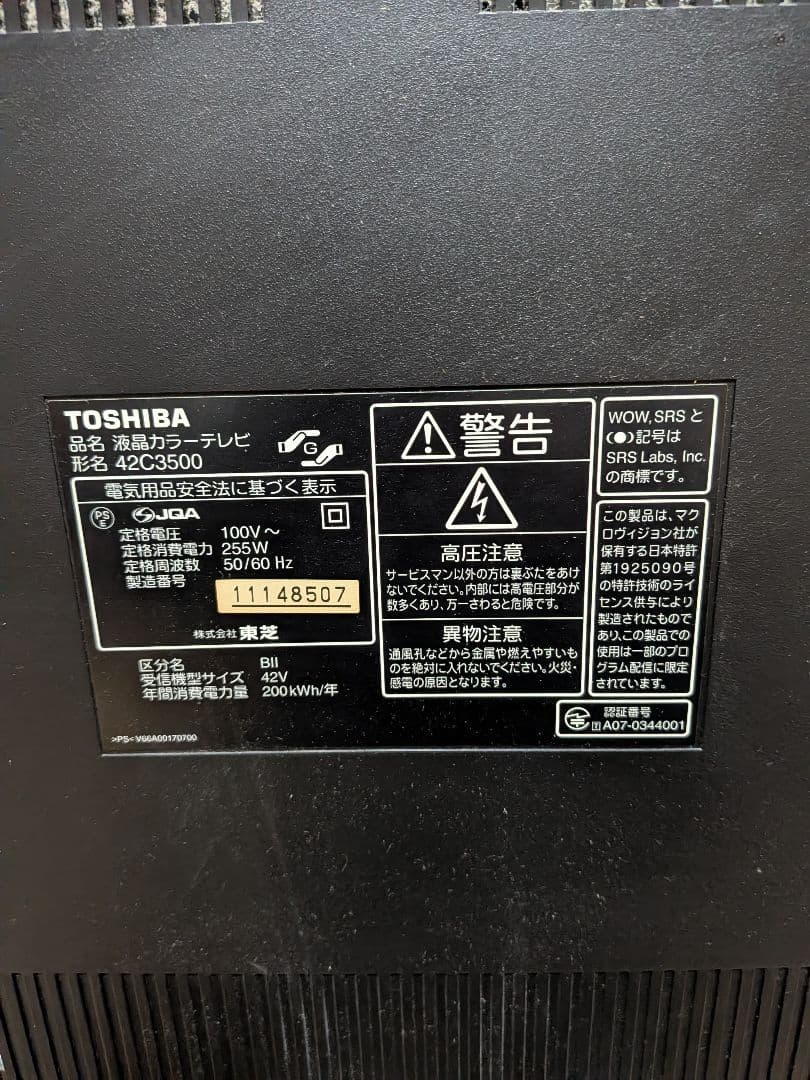 TOSHIBA
品名 液晶カラーテレビ
形名 42C3500
G
電気用品安全法に基づく表示
PS
E
JQA
定格電圧 100V～
定格消費電力 255W
定格周波数 50/60 Hz
製造番号
11148507
株式会社 東芝
区分名 BII
受信機型サイズ 42V
年間消費電力量 200kWh/年
>PS< V66A00170700
警告
高圧注意
サービスマン以外の方は裏ぶたをあけ
ないでください。内部には高電圧部分が
数多くあり、万一さわると危険です。
異物注意
通風孔などから金属や燃えやすいも
のを絶対に入れないでください。火災・
感電の原因となります。
WOW, SRS と
(●)記号は
SRS Labs, Inc.
の商標です。
この製品は、マク
ロヴィジョン社が
保有する日本特許
第1925090号
の特許技術のライ
センス供与により
製造されたもので
あり、この製品での
使用は一部のプロ
グラム配信に限定
されています。
認証番号
T A07-0344001